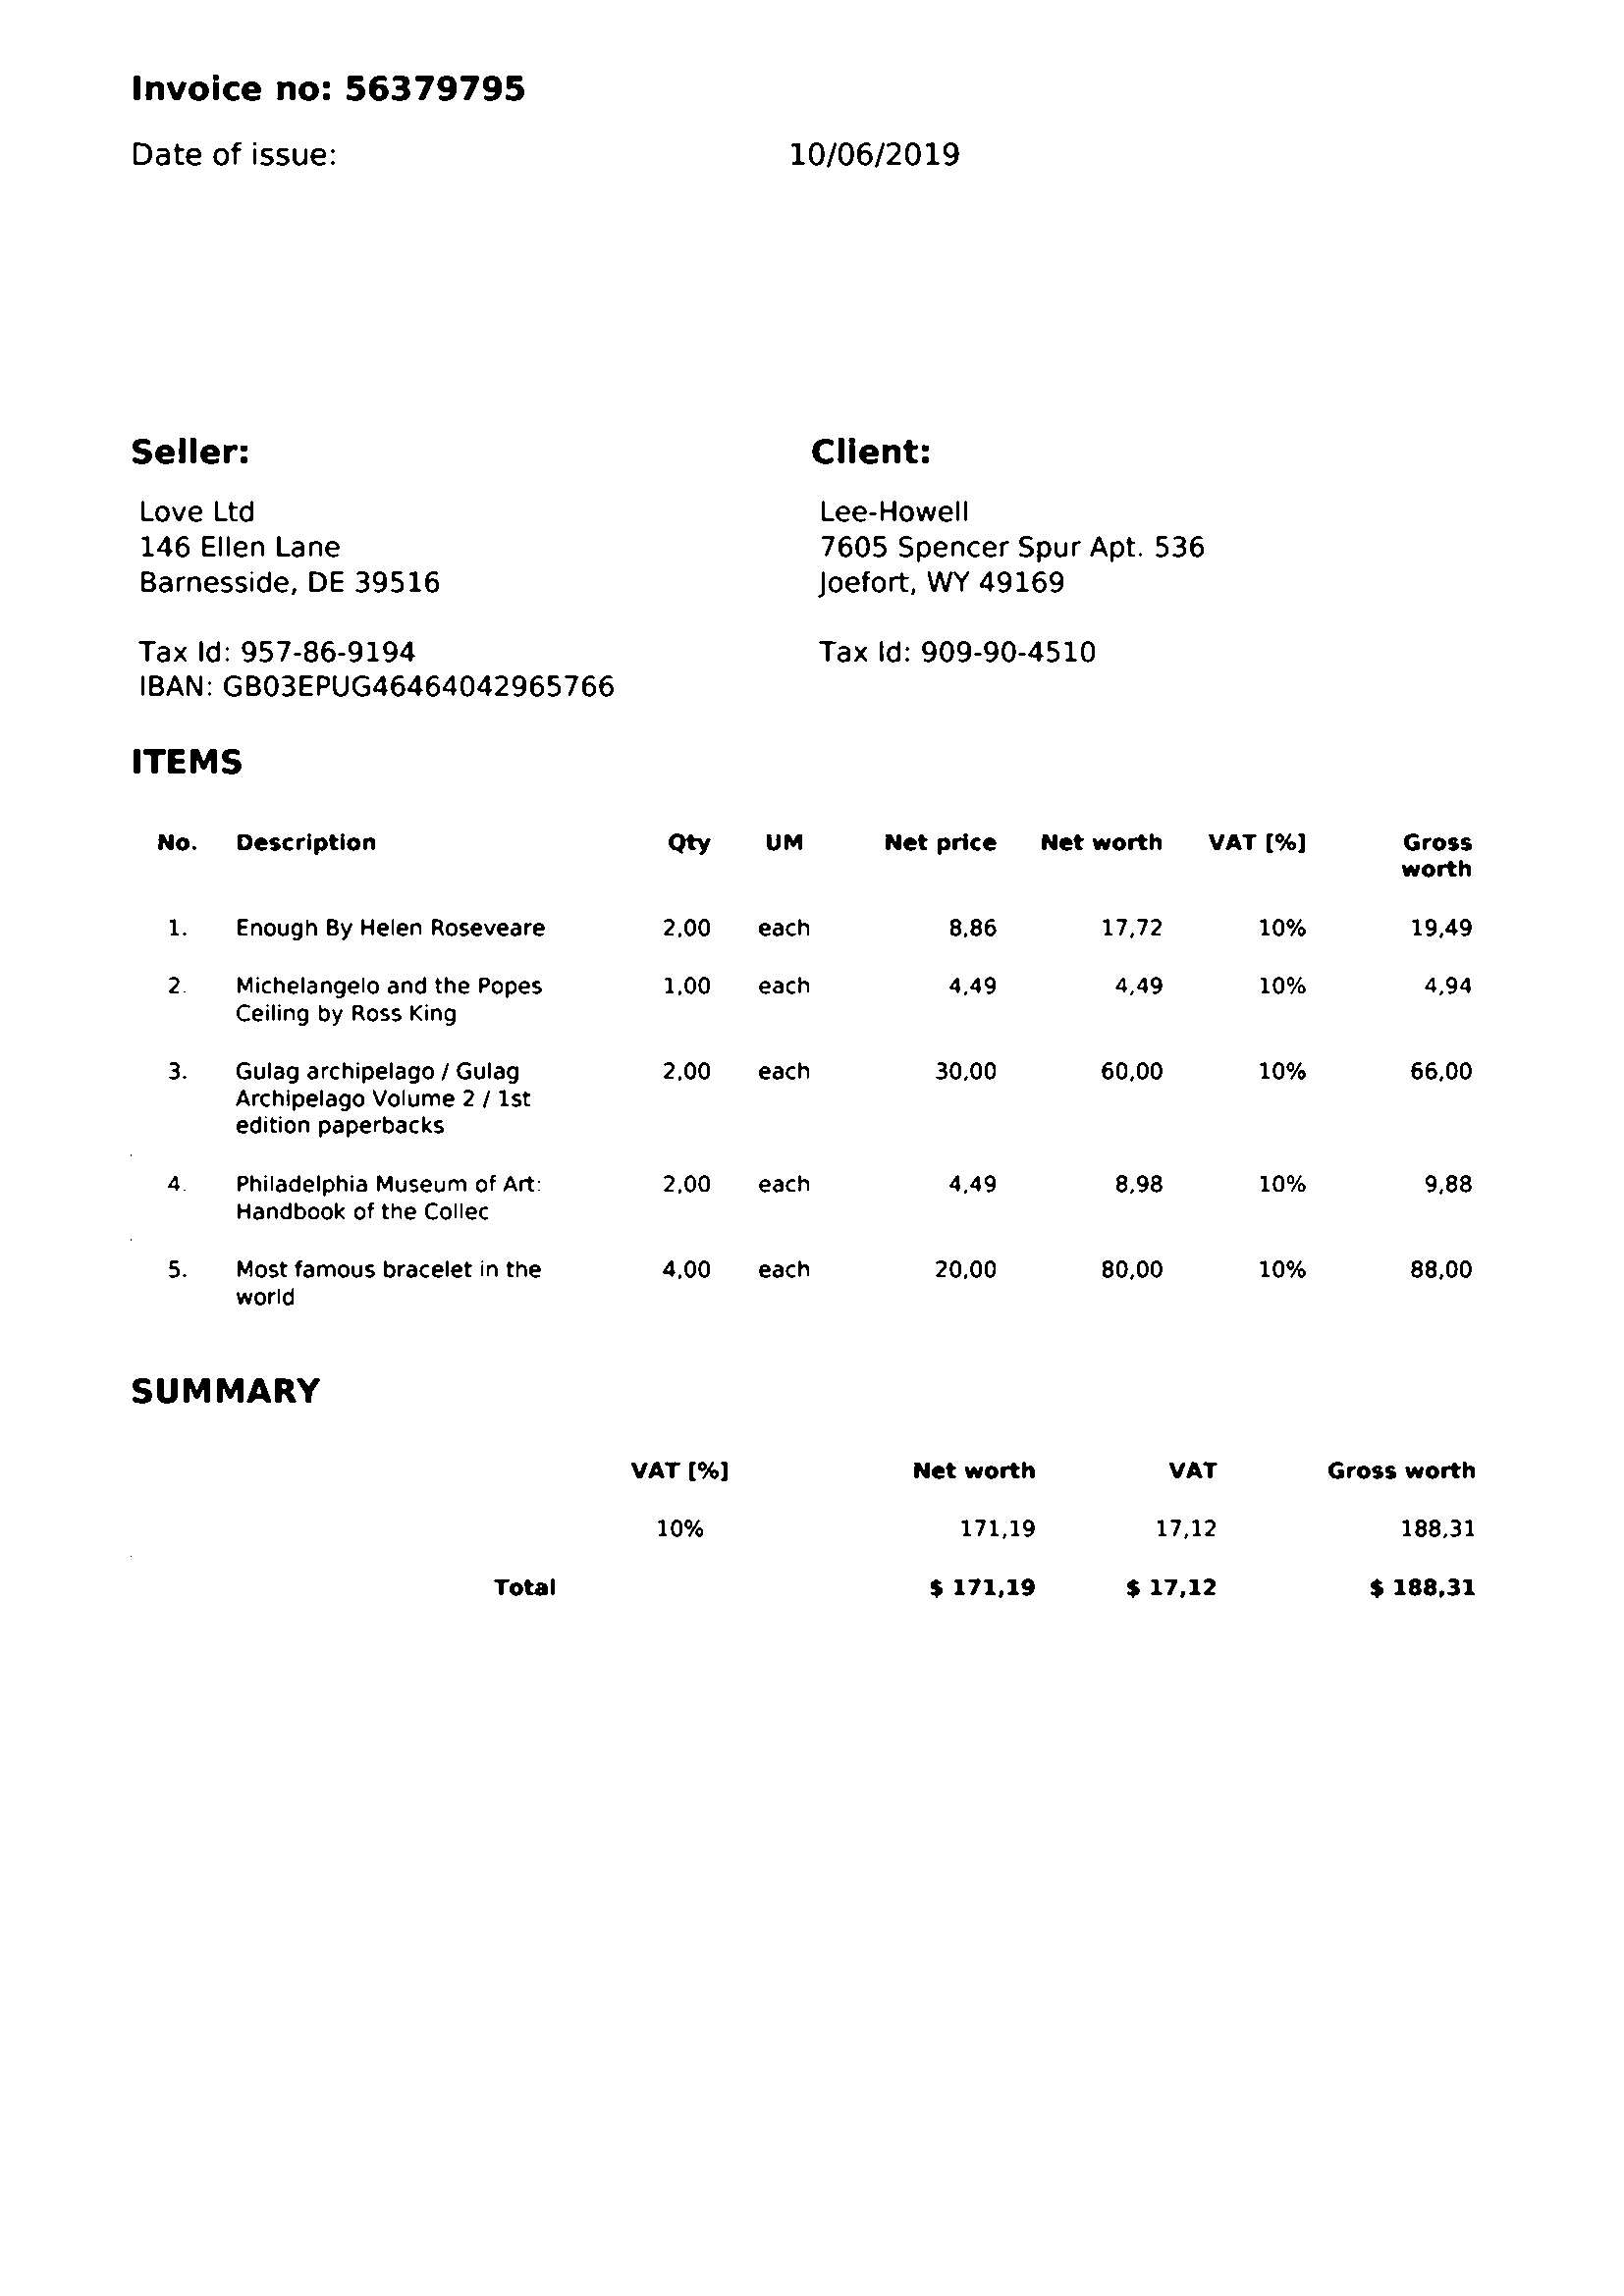 Invoice no: 56379795
Date of issue: 10/06/2019
Seller: Client:
Love Ltd Lee-Howell
146 Ellen Lane 7605 Spencer Spur Apt. 536
Barnesside, DE 39516 Joefort, WY 49169
Tax Id: 957-86-9194 Tax Id: 909-90-4510
IBAN: GB03EPUG46464042965766
ITEMS
No. Description Qty UM Net price Net worth VAT [%] Gross
worth
1. Enough By Helen Roseveare 2,00 each 8,86 17,72 10% 19,49
2. Michelangelo and the Popes 1,00 each 4,49 4,49 10% 4,94
Ceiling by Ross King
3. Gulag archipelago / Gulag 2,00 each 30,00 60,00 10% 66,00
Archipelago Volume 2 / 1st
edition paperbacks
4. Philadelphia Museum of Art: 2,00 each 4,49 8,98 10% 9,88
Handbook of the Collec
5. Most famous bracelet in the 4,00 each 20,00 80,00 10% 88,00
world
SUMMARY
VAT [%] Net worth VAT Gross worth
10% 171,19 17,12 188,31
Total $ 171,19 $ 17,12 $ 188,31